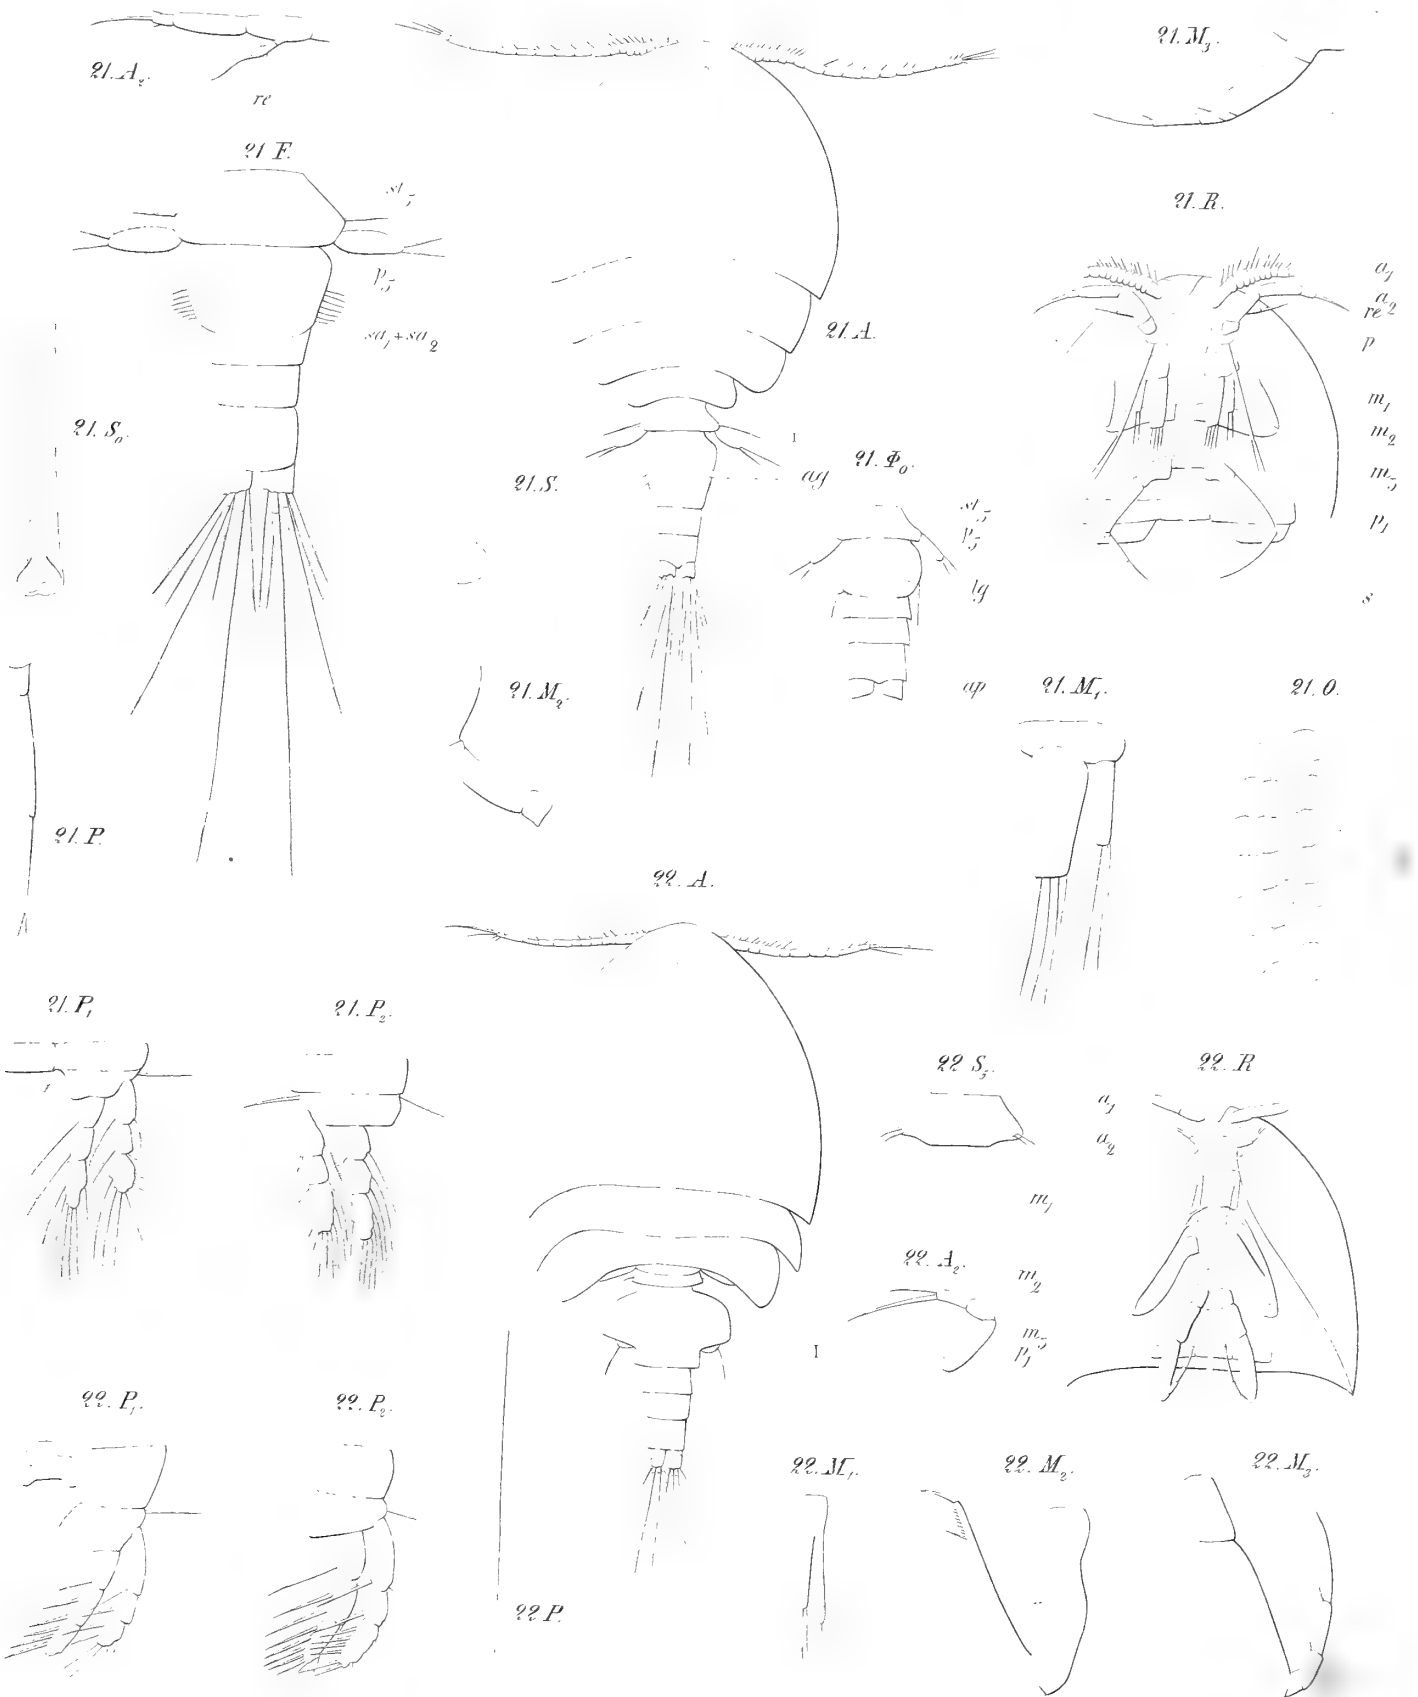 21. M₃.
21. A₂.
re
21 F.
st₅
21. R.
p₅
a₁
a₂
re
p
21. A.
sa₁+sa₂
m₁
m₂
21. S₀.
21. Φ₀.
m₃
ag
21. S.
st₅
p₅
p₁
lg
s
21. M₂.
ap
21. M₁.
21. O.
21. P.
22. A.
21. P₁
21. P₂.
22 S₅.
22. R
a₁
a₂
m₁
22. A₂.
m₂
m₃
p₁
I
22. P₁.
22. P₂.
22. M₁.
22. M₂.
22. M₃.
22 P.